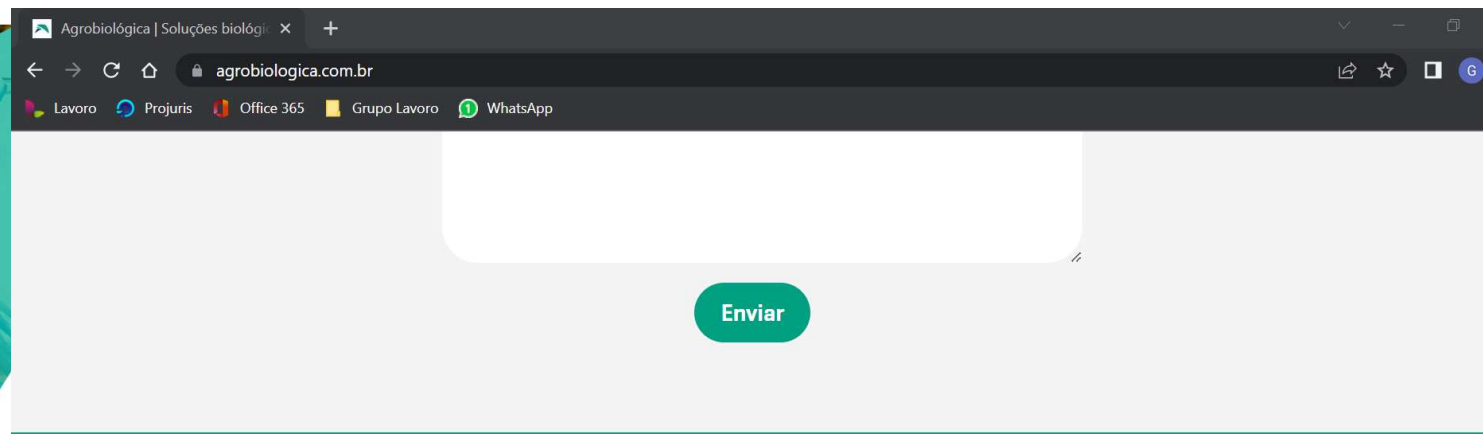 Agrobiológica | Soluções biológic
agrobiologica.com.br
G
Lavoro Projuris Office 365 Grupo Lavoro 1 WhatsApp
Enviar